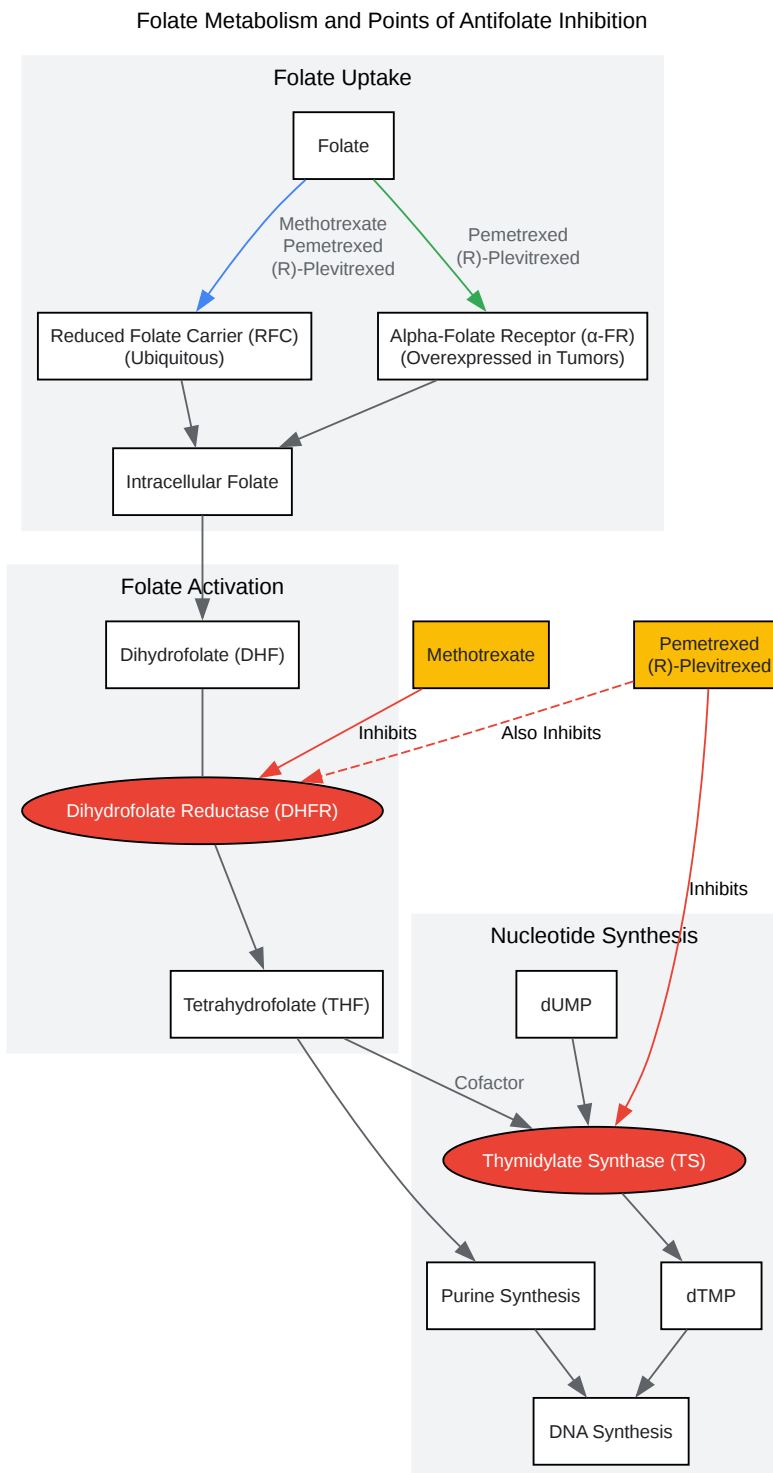 Folate Metabolism and Points of Antifolate Inhibition
Folate Uptake
Folate
Methotrexate
Pemetrexed
(R)-Plevitrexed
Pemetrexed
(R)-Plevitrexed
Reduced Folate Carrier (RFC)
(Ubiquitous)
Alpha-Folate Receptor (α-FR)
(Overexpressed in Tumors)
Intracellular Folate
Folate Activation
Dihydrofolate (DHF)
Methotrexate
Pemetrexed
(R)-Plevitrexed
Inhibits
Also Inhibits
Dihydrofolate Reductase (DHFR)
Inhibits
Nucleotide Synthesis
Tetrahydrofolate (THF)
dUMP
Cofactor
Thymidylate Synthase (TS)
Purine Synthesis
dTMP
DNA Synthesis